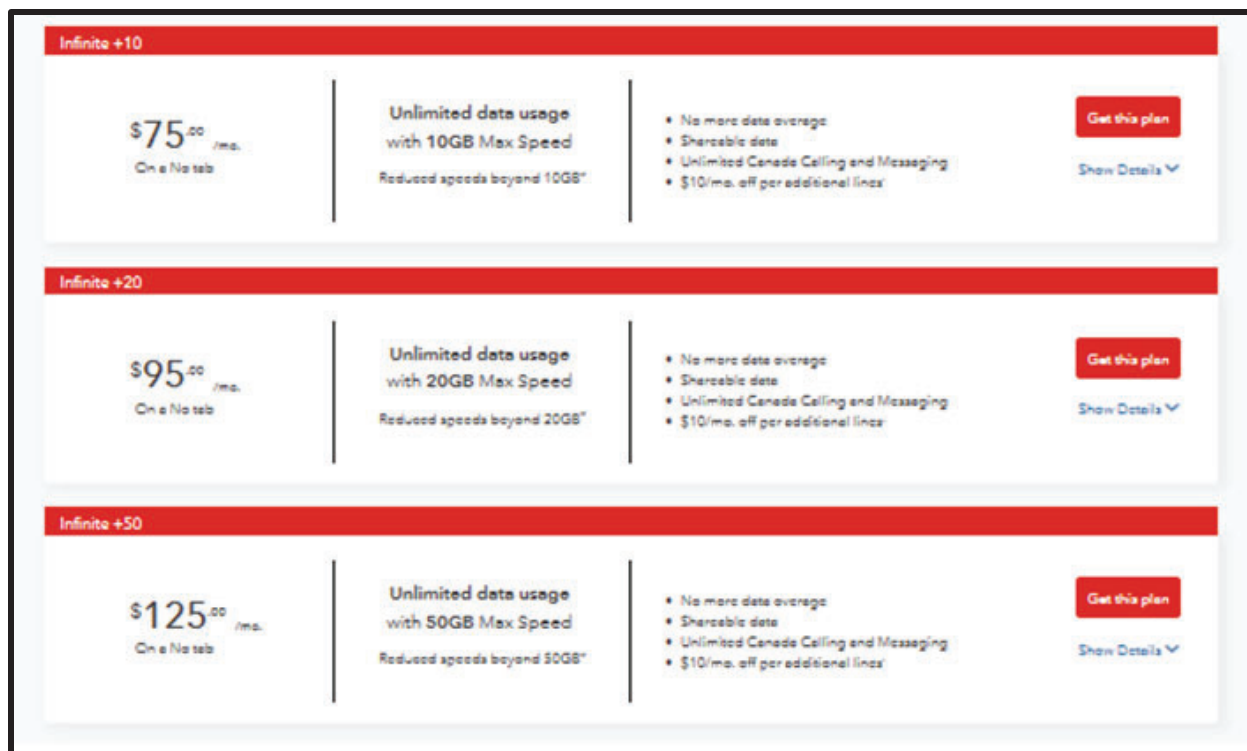 Infinite +10
$75.00 /mo.
On a No tab
Unlimited data usage
with 10GB Max Speed
Reduced speeds beyond 10GB*
• No more data overage
• Shareable data
• Unlimited Canada Calling and Messaging
• $10/mo. off per additional lines
Get this plan
Show Details
Infinite +20
$95.00 /mo.
On a No tab
Unlimited data usage
with 20GB Max Speed
Reduced speeds beyond 20GB*
• No more data overage
• Shareable data
• Unlimited Canada Calling and Messaging
• $10/mo. off per additional lines
Get this plan
Show Details
Infinite +50
$125.00 /mo.
On a No tab
Unlimited data usage
with 50GB Max Speed
Reduced speeds beyond 50GB*
• No more data overage
• Shareable data
• Unlimited Canada Calling and Messaging
• $10/mo. off per additional lines
Get this plan
Show Details